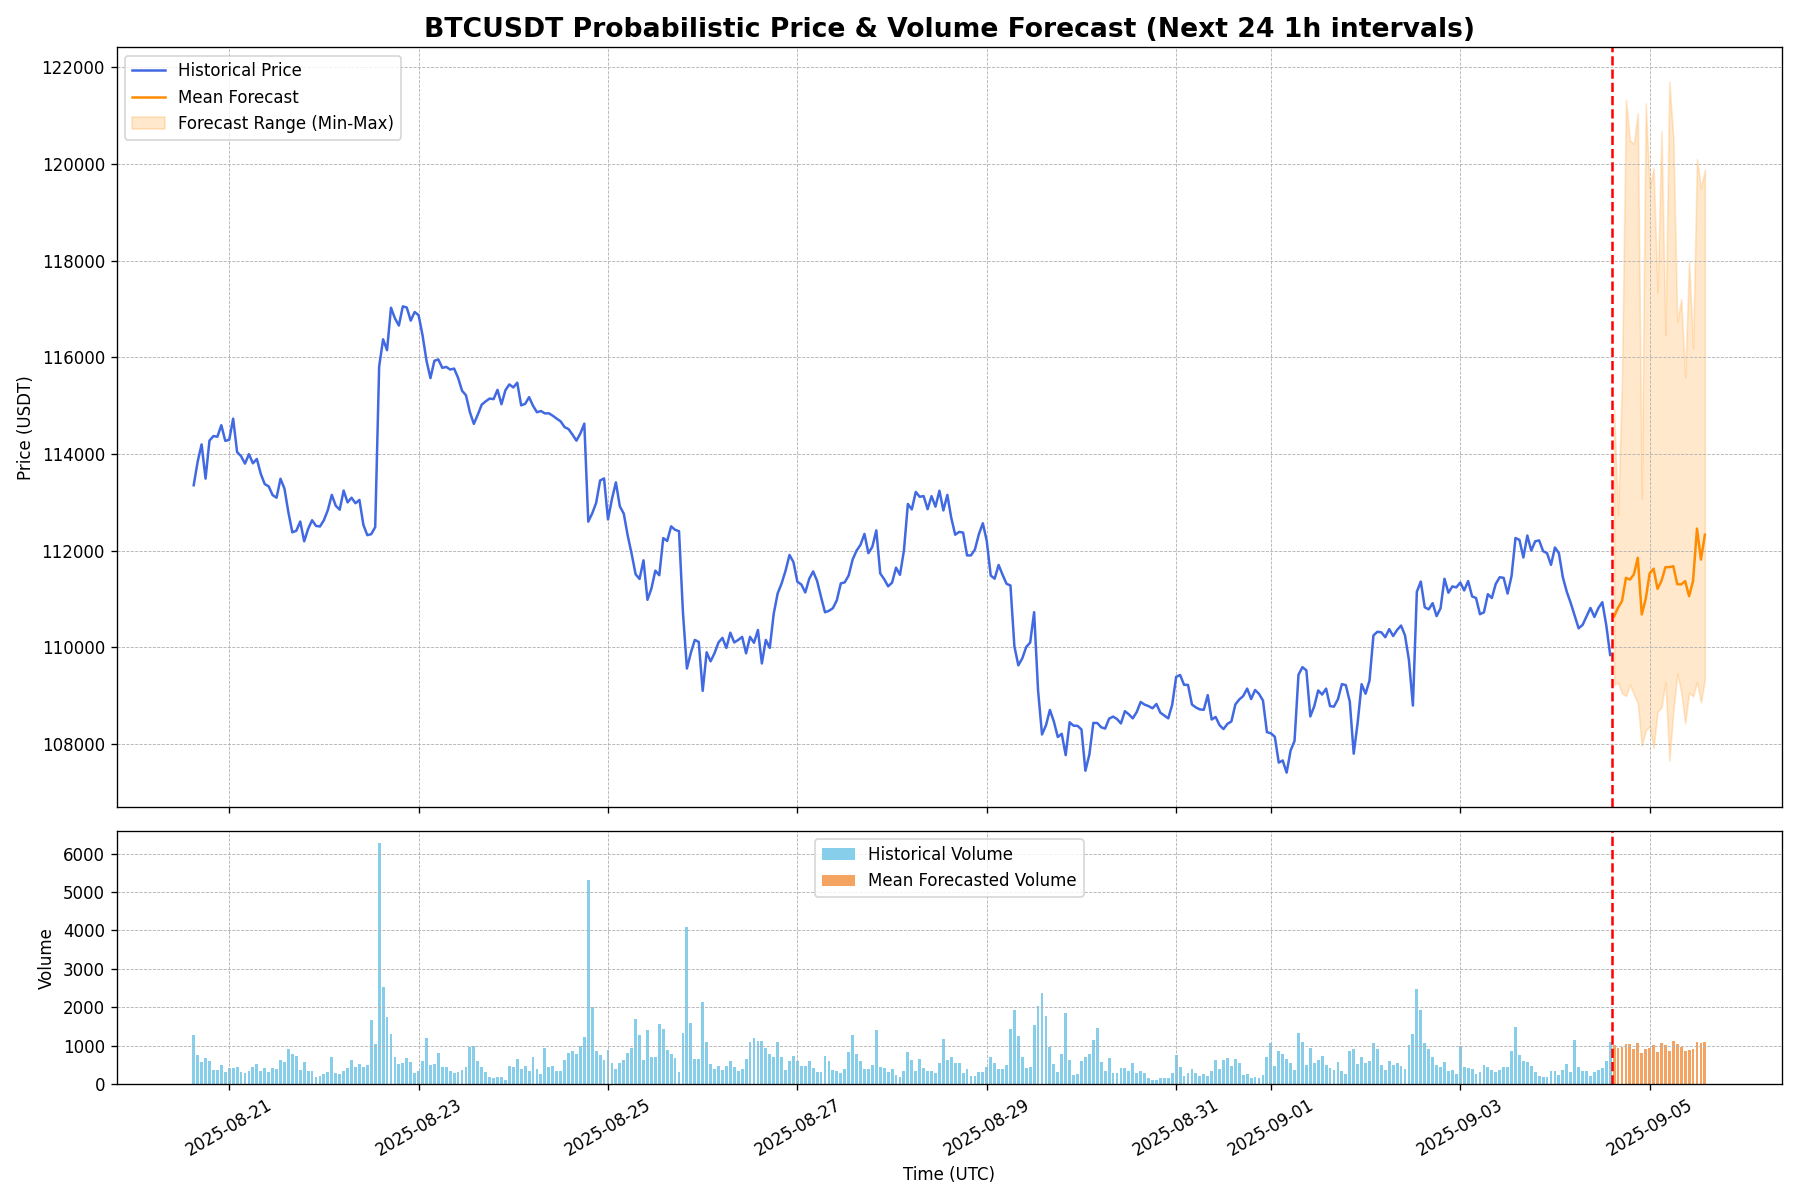 BTCUSDT Probabilistic Price & Volume Forecast (Next 24 1h intervals)
Historical Price
Mean Forecast
Forecast Range (Min-Max)
Price (USDT)
122000
120000
118000
116000
114000
112000
110000
108000
Historical Volume
Mean Forecasted Volume
Volume
6000
5000
4000
3000
2000
1000
0
2025-08-21
2025-08-23
2025-08-25
2025-08-27
2025-08-29
2025-08-31
2025-09-01
2025-09-03
2025-09-05
Time (UTC)